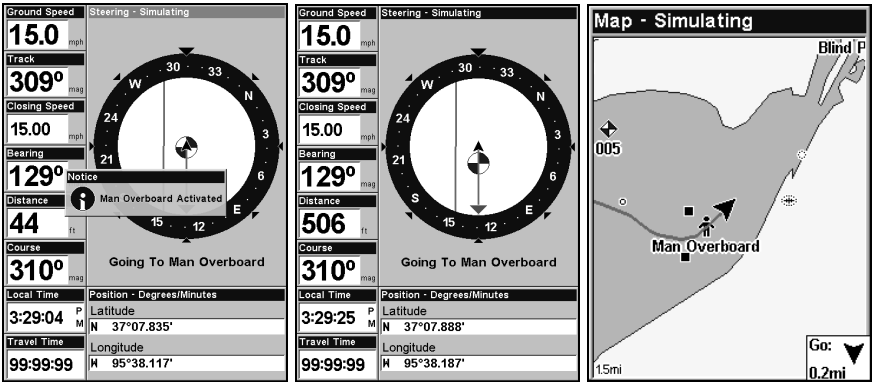 Ground Speed
15.0 mph
Track
309º mag
Closing Speed
15.00 mph
Bearing
129º mag
Distance
44 ft
Course
310º mag
Local Time
3:29:04 P M
Travel Time
99:99:99
Steering - Simulating
30 33 N 3 6 E 12 15 21 24 W
Notice
Man Overboard Activated
Going To Man Overboard
Position - Degrees/Minutes
Latitude
N 37°07.835'
Longitude
W 95°38.117'
Ground Speed
15.0 mph
Track
309º mag
Closing Speed
15.00 mph
Bearing
129º mag
Distance
506 ft
Course
310º mag
Local Time
3:29:25 P M
Travel Time
99:99:99
Steering - Simulating
30 33 N 3 6 E 12 15 S 21 24 W
Going To Man Overboard
Position - Degrees/Minutes
Latitude
N 37°07.888'
Longitude
W 95°38.187'
Map - Simulating
Blind P
005
Man Overboard
1.5mi
Go:
0.2mi